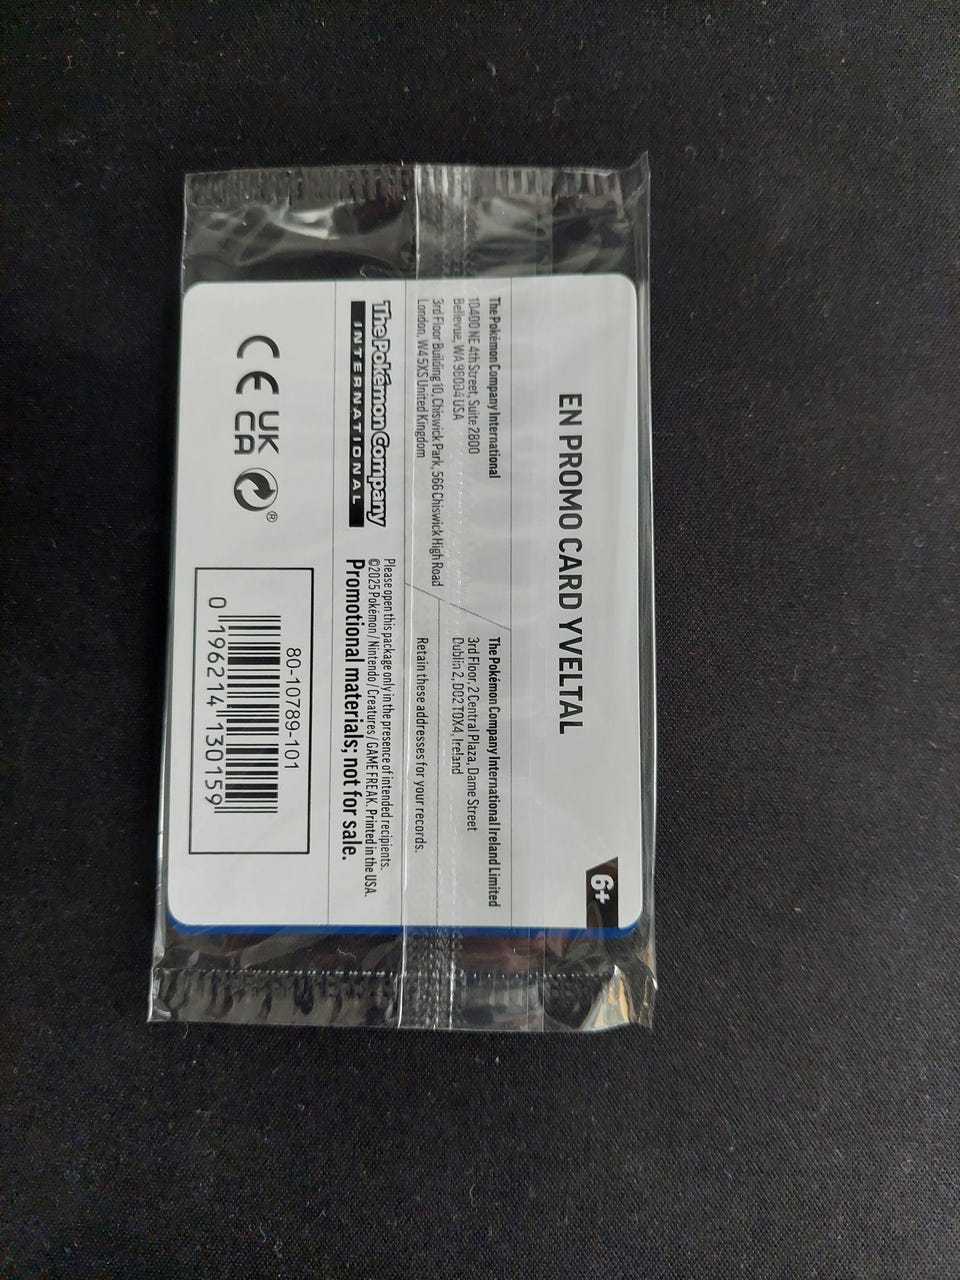 EN PROMO CARD YVELTAL
6+
The Pokémon Company International
10400 NE 4th Street, Suite 2800
Bellevue, WA 98004 USA
3rd Floor Building 10, Chiswick Park, 566 Chiswick High Road
London, W4 5XS United Kingdom
The Pokémon Company International Ireland Limited
3rd Floor, 2 Central Plaza, Dame Street
Dublin 2, D02 T0X4, Ireland
Retain these addresses for your records.
The Pokémon Company
INTERNATIONAL
Please open this package only in the presence of intended recipients.
©2025 Pokémon / Nintendo / Creatures / GAME FREAK. Printed in the USA.
Promotional materials; not for sale.
CE
UK
CA
®
80-10789-101
0 196214 130159